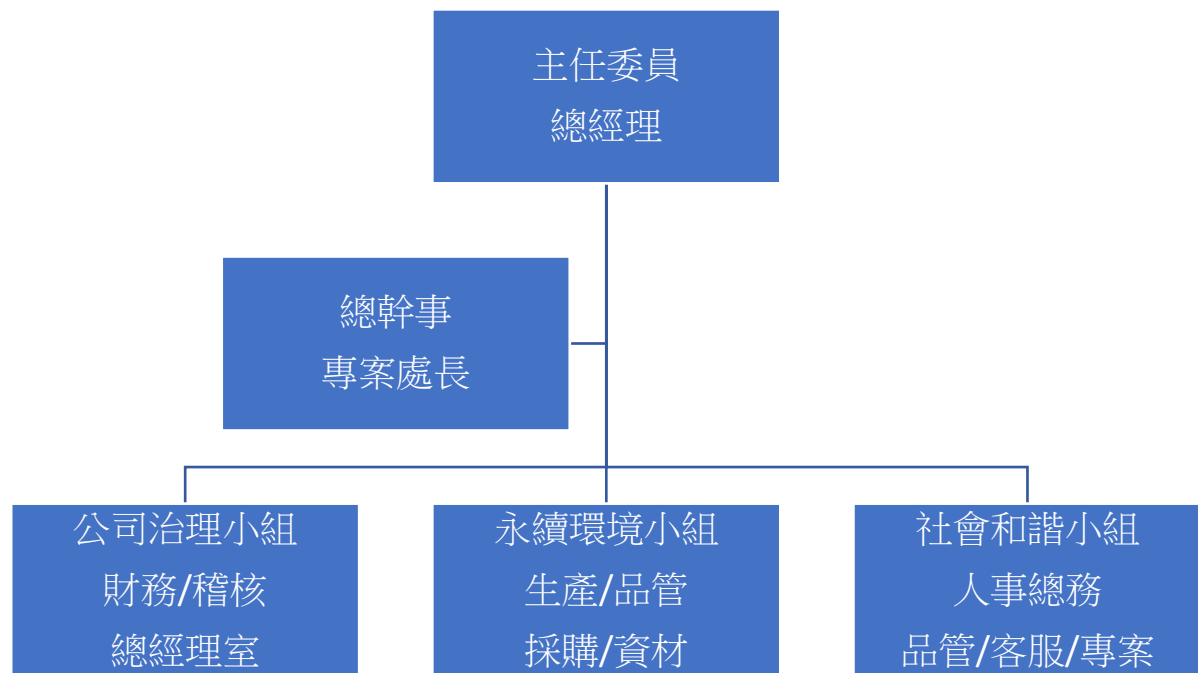 主任委員
總經理
總幹事
專案處長
公司治理小組
財務/稽核
總經理室
永續環境小組
生產/品管
採購/資材
社會和諧小組
人事總務
品管/客服/專案